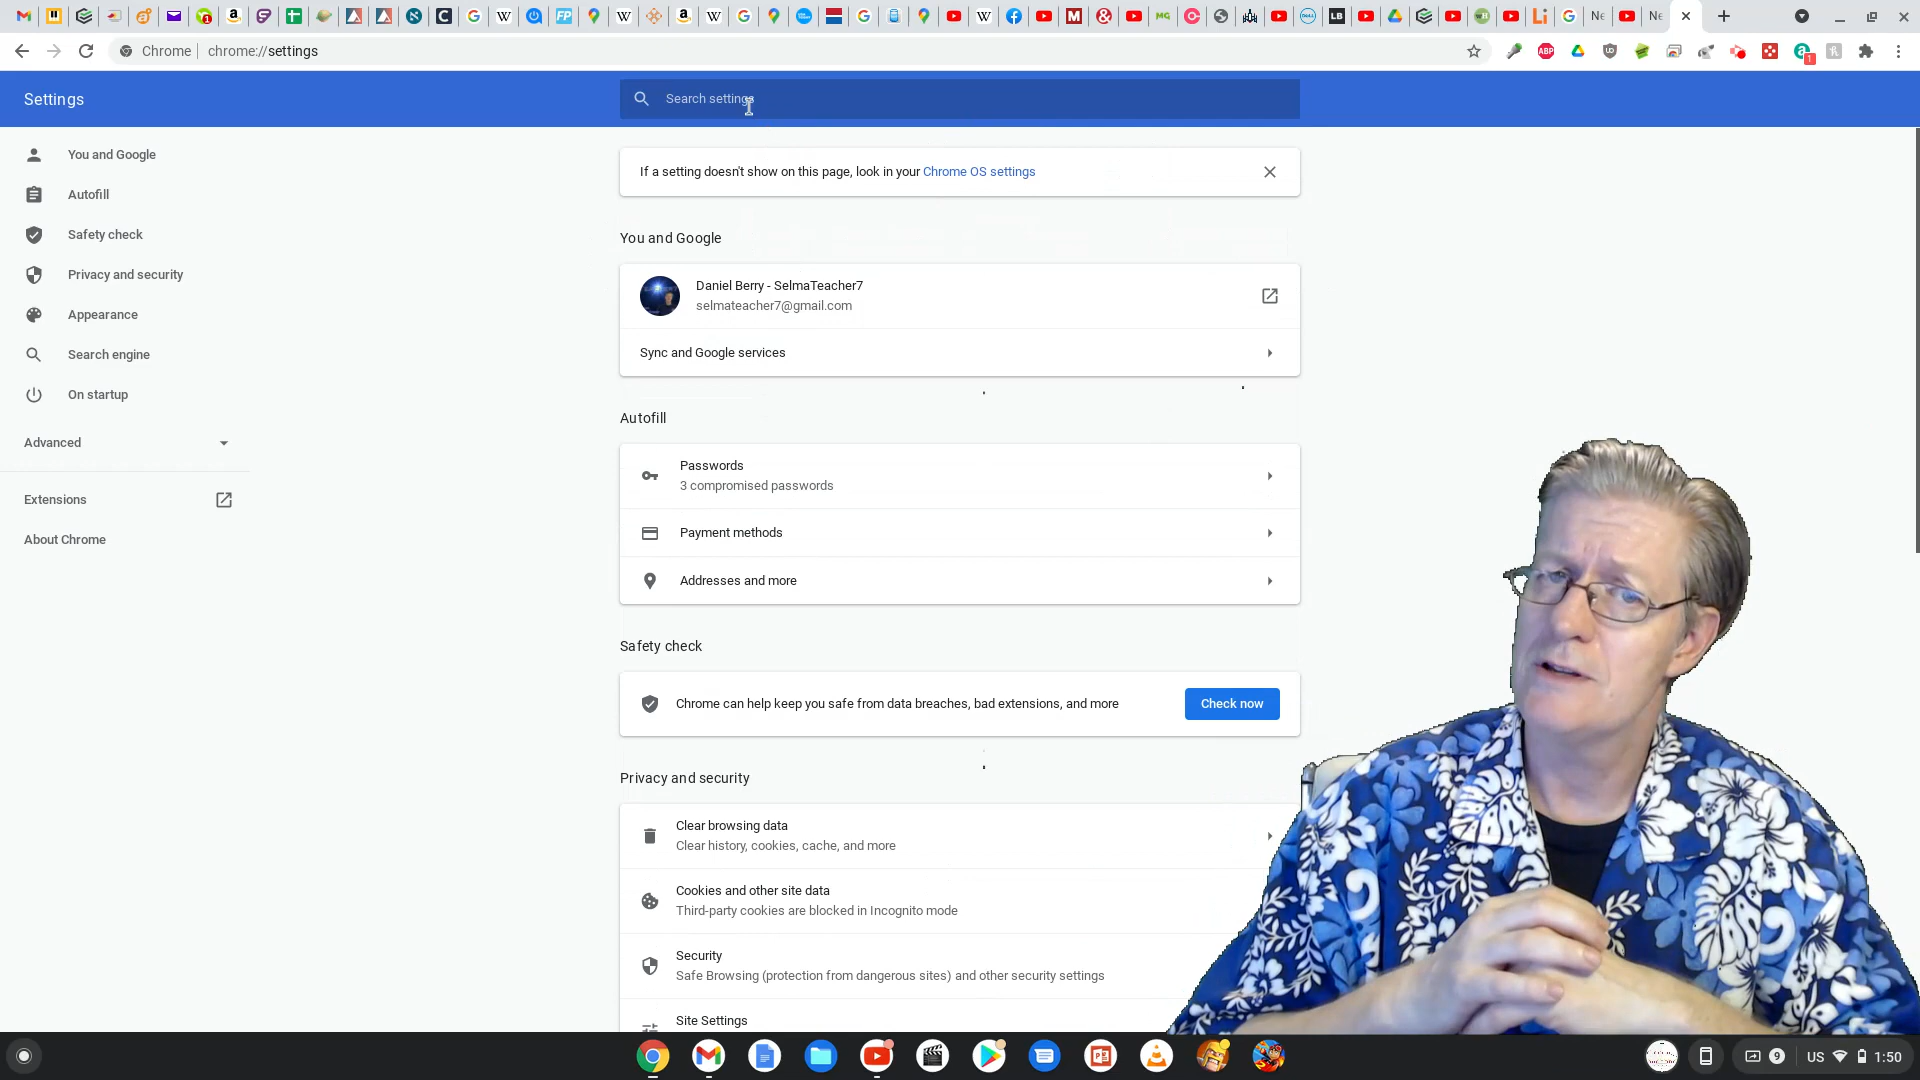 Chrome chrome://settings
Settings
Search settings
You and Google
Autofill
Safety check
Privacy and security
Appearance
Search engine
On startup
Advanced
Extensions
About Chrome
If a setting doesn't show on this page, look in your Chrome OS settings
You and Google
Daniel Berry - SelmaTeacher7
selmateacher7@gmail.com
Sync and Google services
Autofill
Passwords
3 compromised passwords
Payment methods
Addresses and more
Safety check
Chrome can help keep you safe from data breaches, bad extensions, and more
Check now
Privacy and security
Clear browsing data
Clear history, cookies, cache, and more
Cookies and other site data
Third-party cookies are blocked in Incognito mode
Security
Safe Browsing (protection from dangerous sites) and other security settings
Site Settings
9 US 1:50